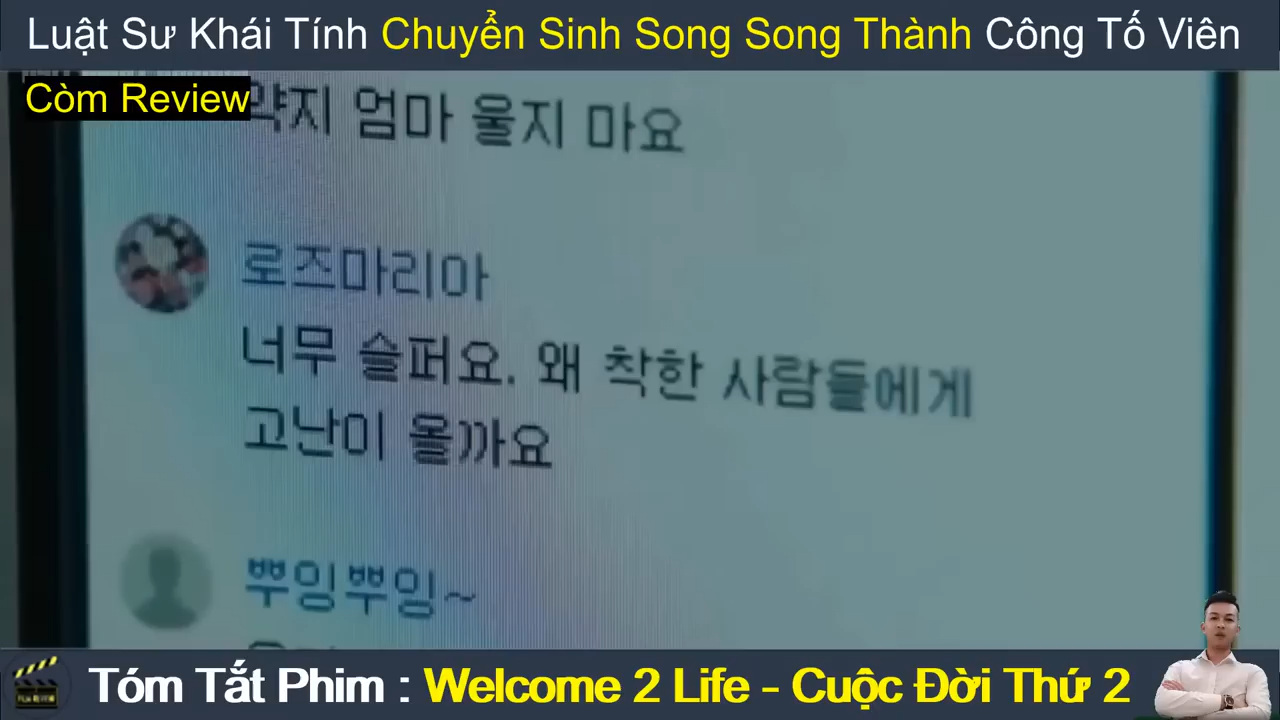 Luật Sư Khái Tính Chuyển Sinh Song Song Thành Công Tố Viên
Còm Review
엄마 울지 마요
로즈마리아
너무 슬퍼요. 왜 착한 사람들에게
고난이 올까요
뿌잉뿌잉~
Tóm Tắt Phim : Welcome 2 Life - Cuộc Đời Thứ 2